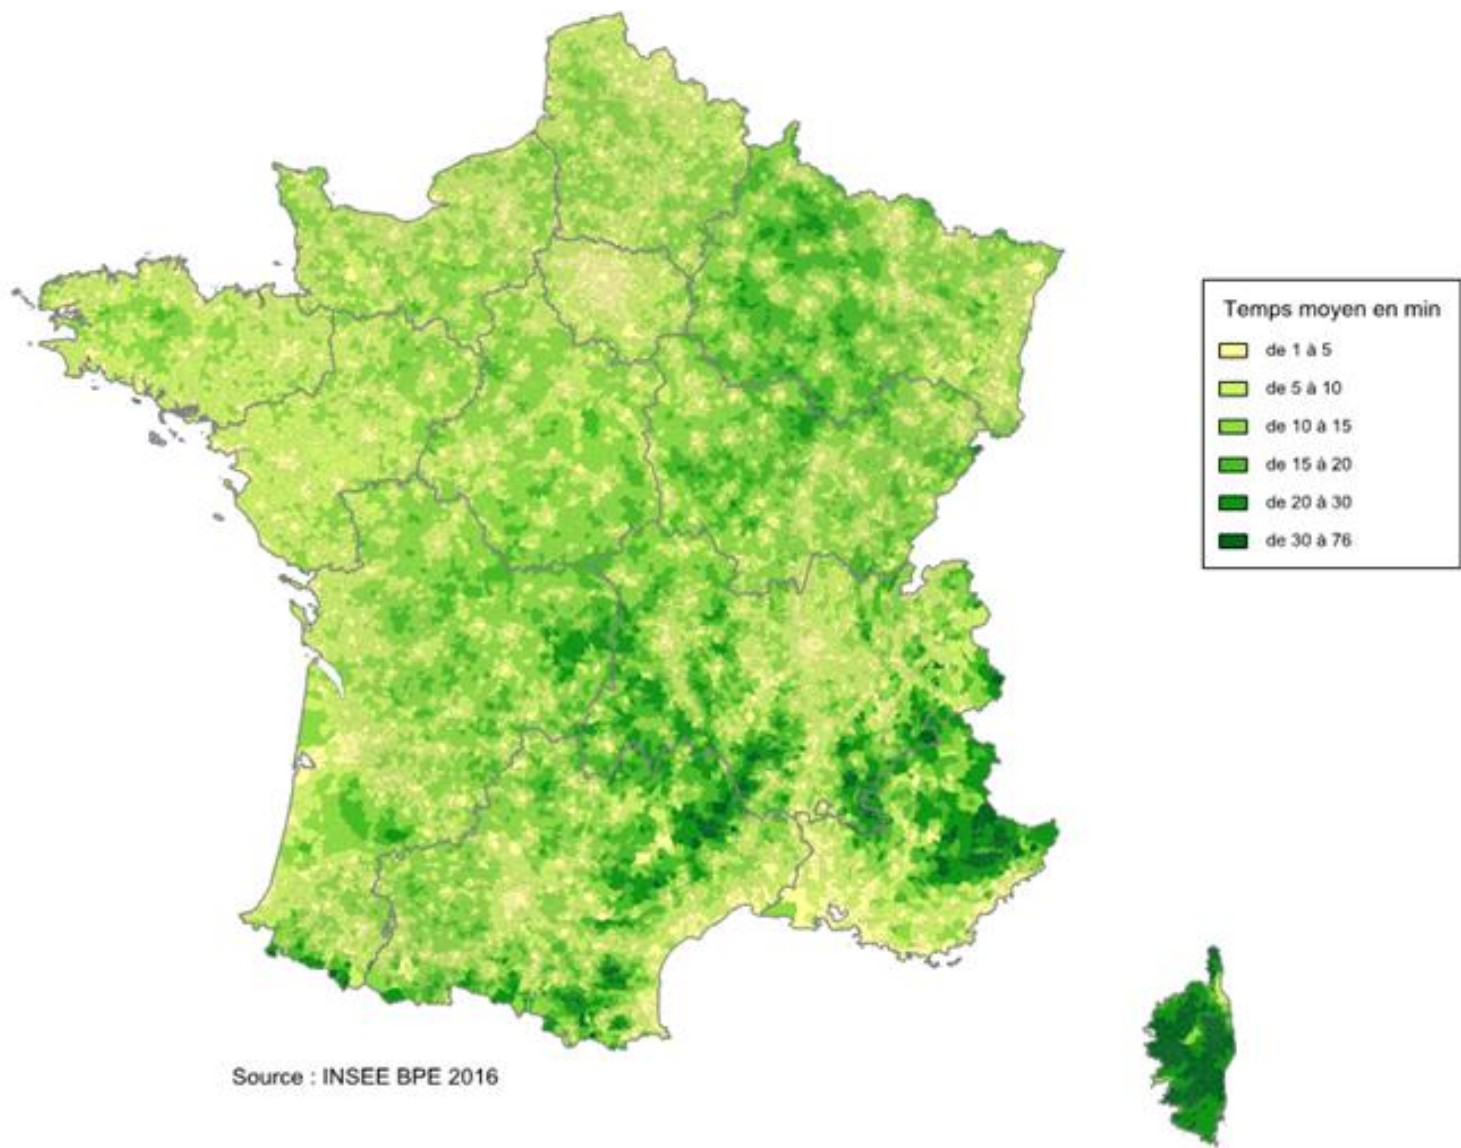 Temps moyen en min
de 1 à 5
de 5 à 10
de 10 à 15
de 15 à 20
de 20 à 30
de 30 à 76
Source : INSEE BPE 2016